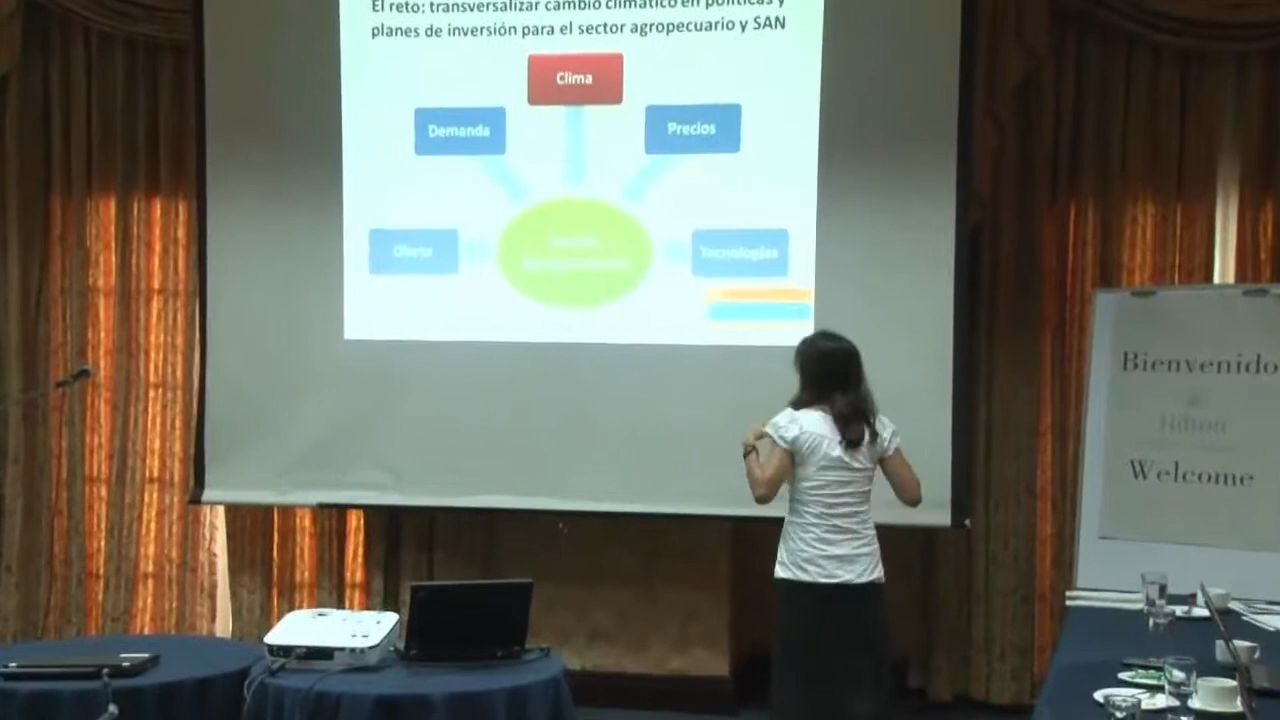 El reto: transversalizar cambio climático en políticas y
planes de inversión para el sector agropecuario y SAN
Clima
Demanda
Precios
Oferta
Tecnologías
Bienvenido
Hilton
Welcome